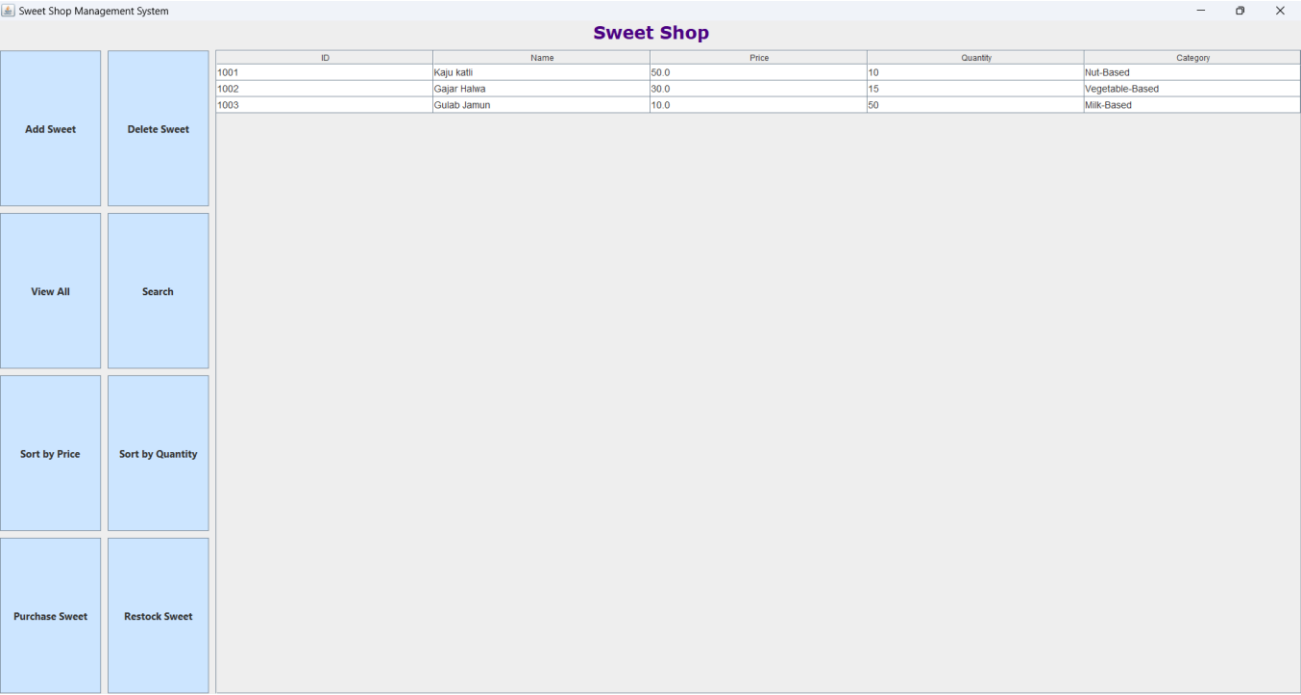 Sweet Shop Management System
Sweet Shop
ID Name Price Quantity Category
1001 Kaju katli 50.0 10 Nut-Based
1002 Gajar Halwa 30.0 15 Vegetable-Based
1003 Gulab Jamun 10.0 50 Milk-Based
Add Sweet Delete Sweet
View All Search
Sort by Price Sort by Quantity
Purchase Sweet Restock Sweet